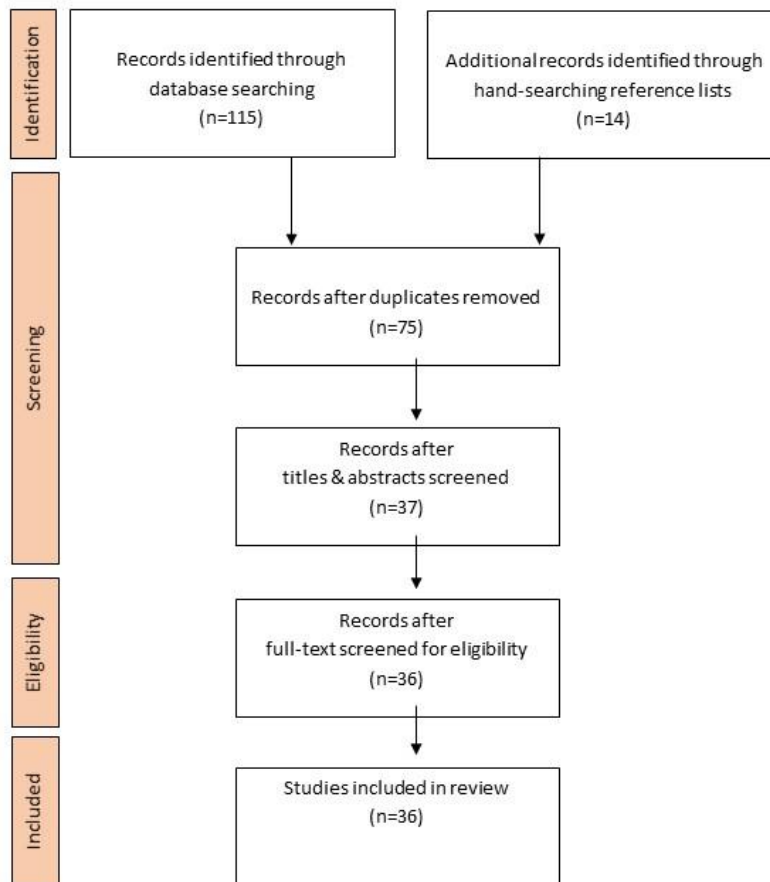 Identification
Records identified through
database searching
(n=115)
Additional records identified through
hand-searching reference lists
(n=14)
Screening
Records after duplicates removed
(n=75)
Records after
titles & abstracts screened
(n=37)
Eligibility
Records after
full-text screened for eligibility
(n=36)
Included
Studies included in review
(n=36)